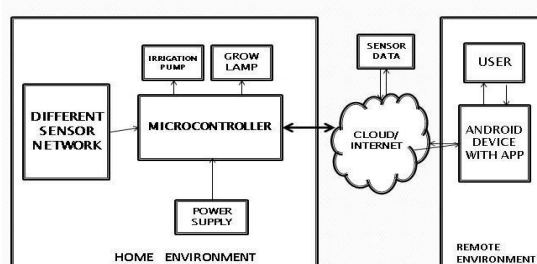 IRRIGATION
PUMP
GROW
LAMP
DIFFERENT
SENSOR
NETWORK
MICROCONTROLLER
POWER
SUPPLY
HOME ENVIRONMENT
SENSOR
DATA
CLOUD/
INTERNET
USER
ANDROID
DEVICE
WITH APP
REMOTE
ENVIRONMENT